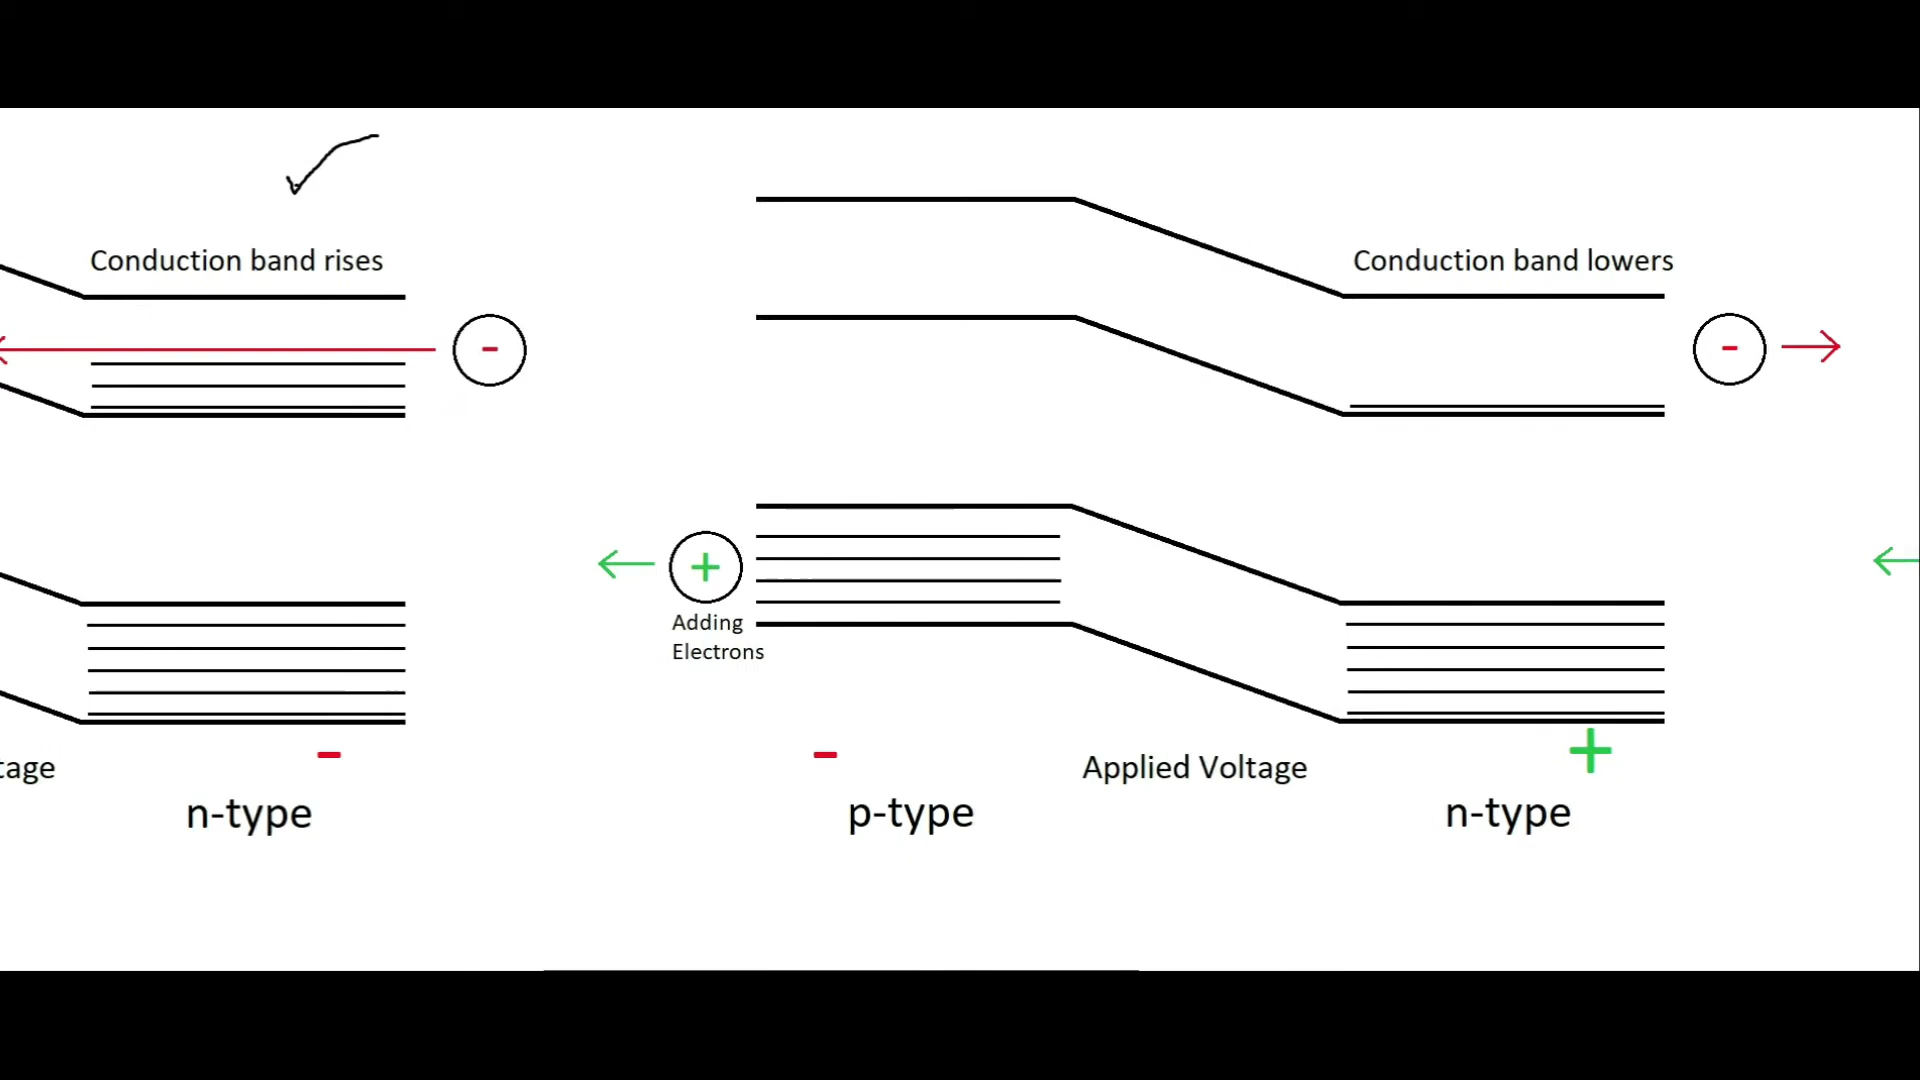 Conduction band rises
Conduction band lowers
-
-
+
Adding
Electrons
-
-
+
tage
Applied Voltage
n-type
p-type
n-type